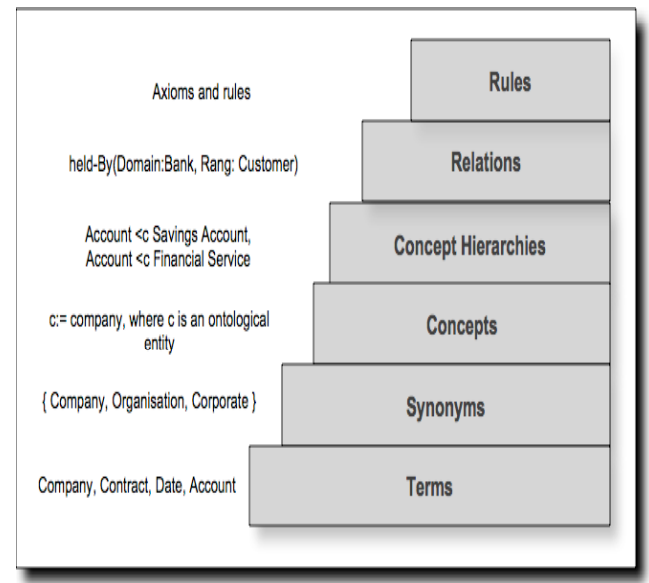 Rules
Axioms and rules
Relations
held-By(Domain:Bank, Rang: Customer)
Concept Hierarchies
Account <c Savings Account,
Account <c Financial Service
Concepts
c:= company, where c is an ontological
entity
Synonyms
{ Company, Organisation, Corporate }
Terms
Company, Contract, Date, Account